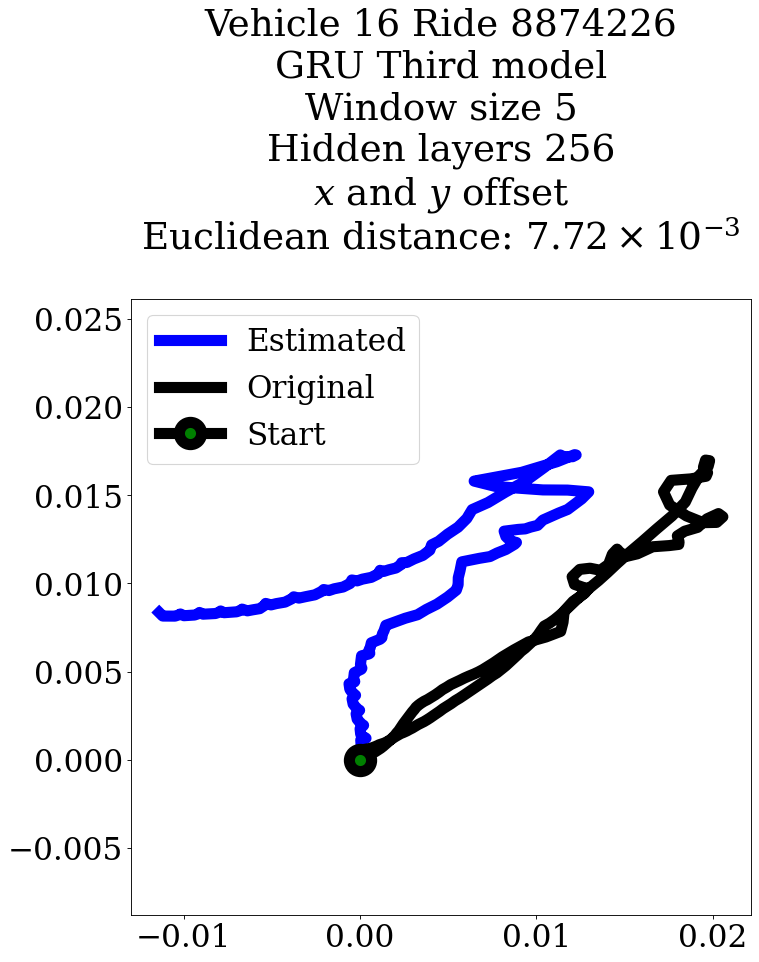 Vehicle 16 Ride 8874226
GRU Third model
Window size 5
Hidden layers 256
x and y offset
Euclidean distance: 7.72 × 10⁻³
Estimated
Original
Start
0.025
0.020
0.015
0.010
0.005
0.000
−0.005
−0.01 0.00 0.01 0.02